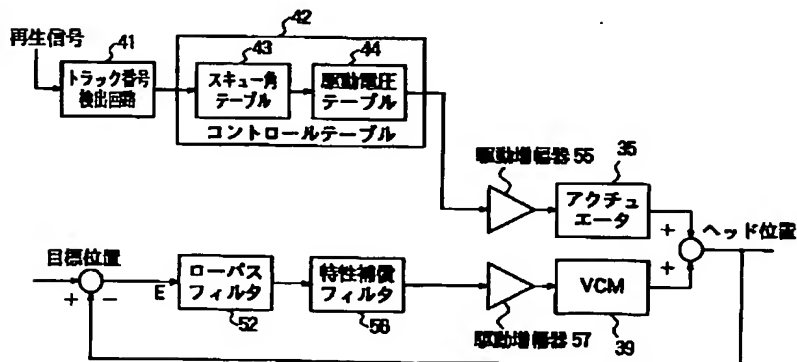 再生信号
41
トラック番号
検出回路
42
43
スキュー角
テーブル
44
駆動電圧
テーブル
コントロールテーブル
駆動増幅器 55
35
アクチュ
エータ
+
ヘッド位置
+
目標位置
+
-
E
ローパス
フィルタ
52
特性補償
フィルタ
56
駆動増幅器 57
VCM
39